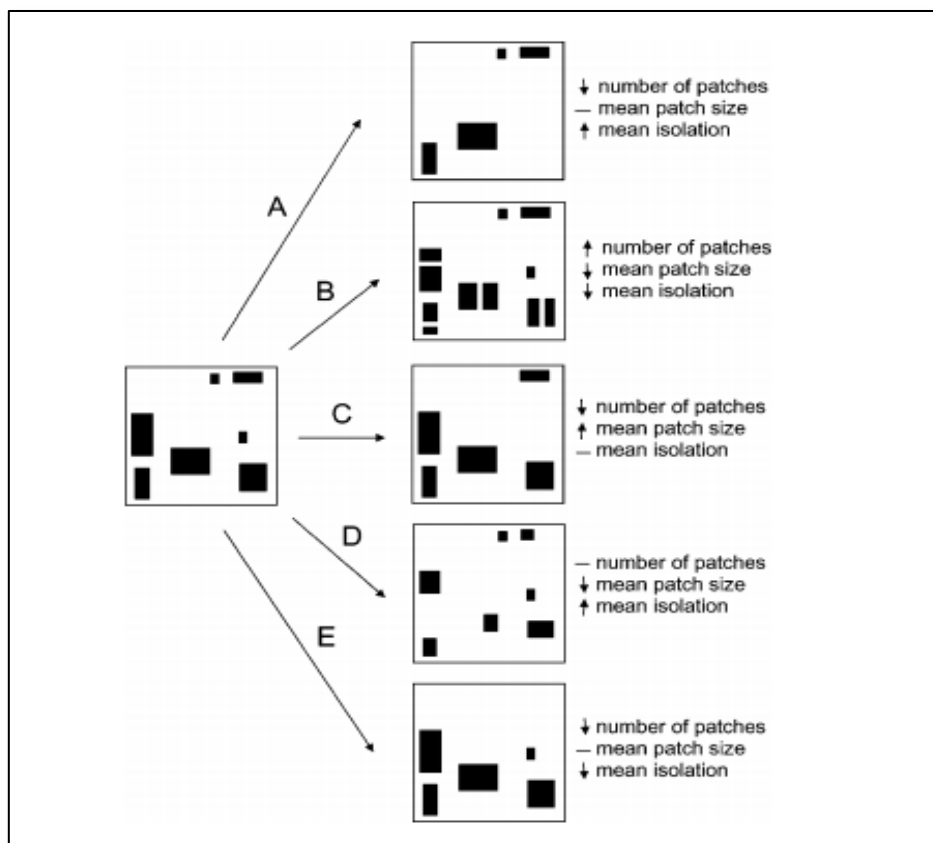 ↓ number of patches
— mean patch size
↑ mean isolation
A
↑ number of patches
↓ mean patch size
↓ mean isolation
B
↓ number of patches
↑ mean patch size
— mean isolation
C
— number of patches
↓ mean patch size
↑ mean isolation
D
E
↓ number of patches
— mean patch size
↓ mean isolation